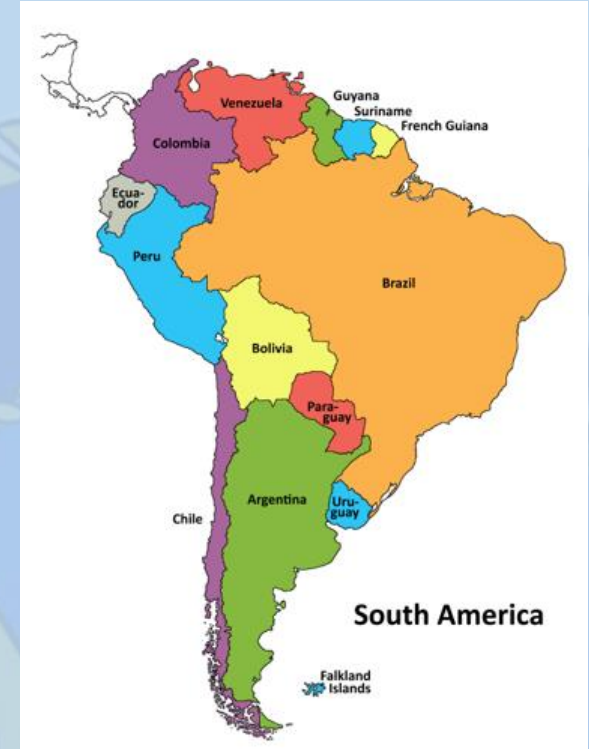 Venezuela
Guyana
Suriname
French Guiana
Colombia
Ecua-
dor
Peru
Brazil
Bolivia
Para-
guay
Argentina
Uru-
guay
Chile
South America
Falkland
Islands